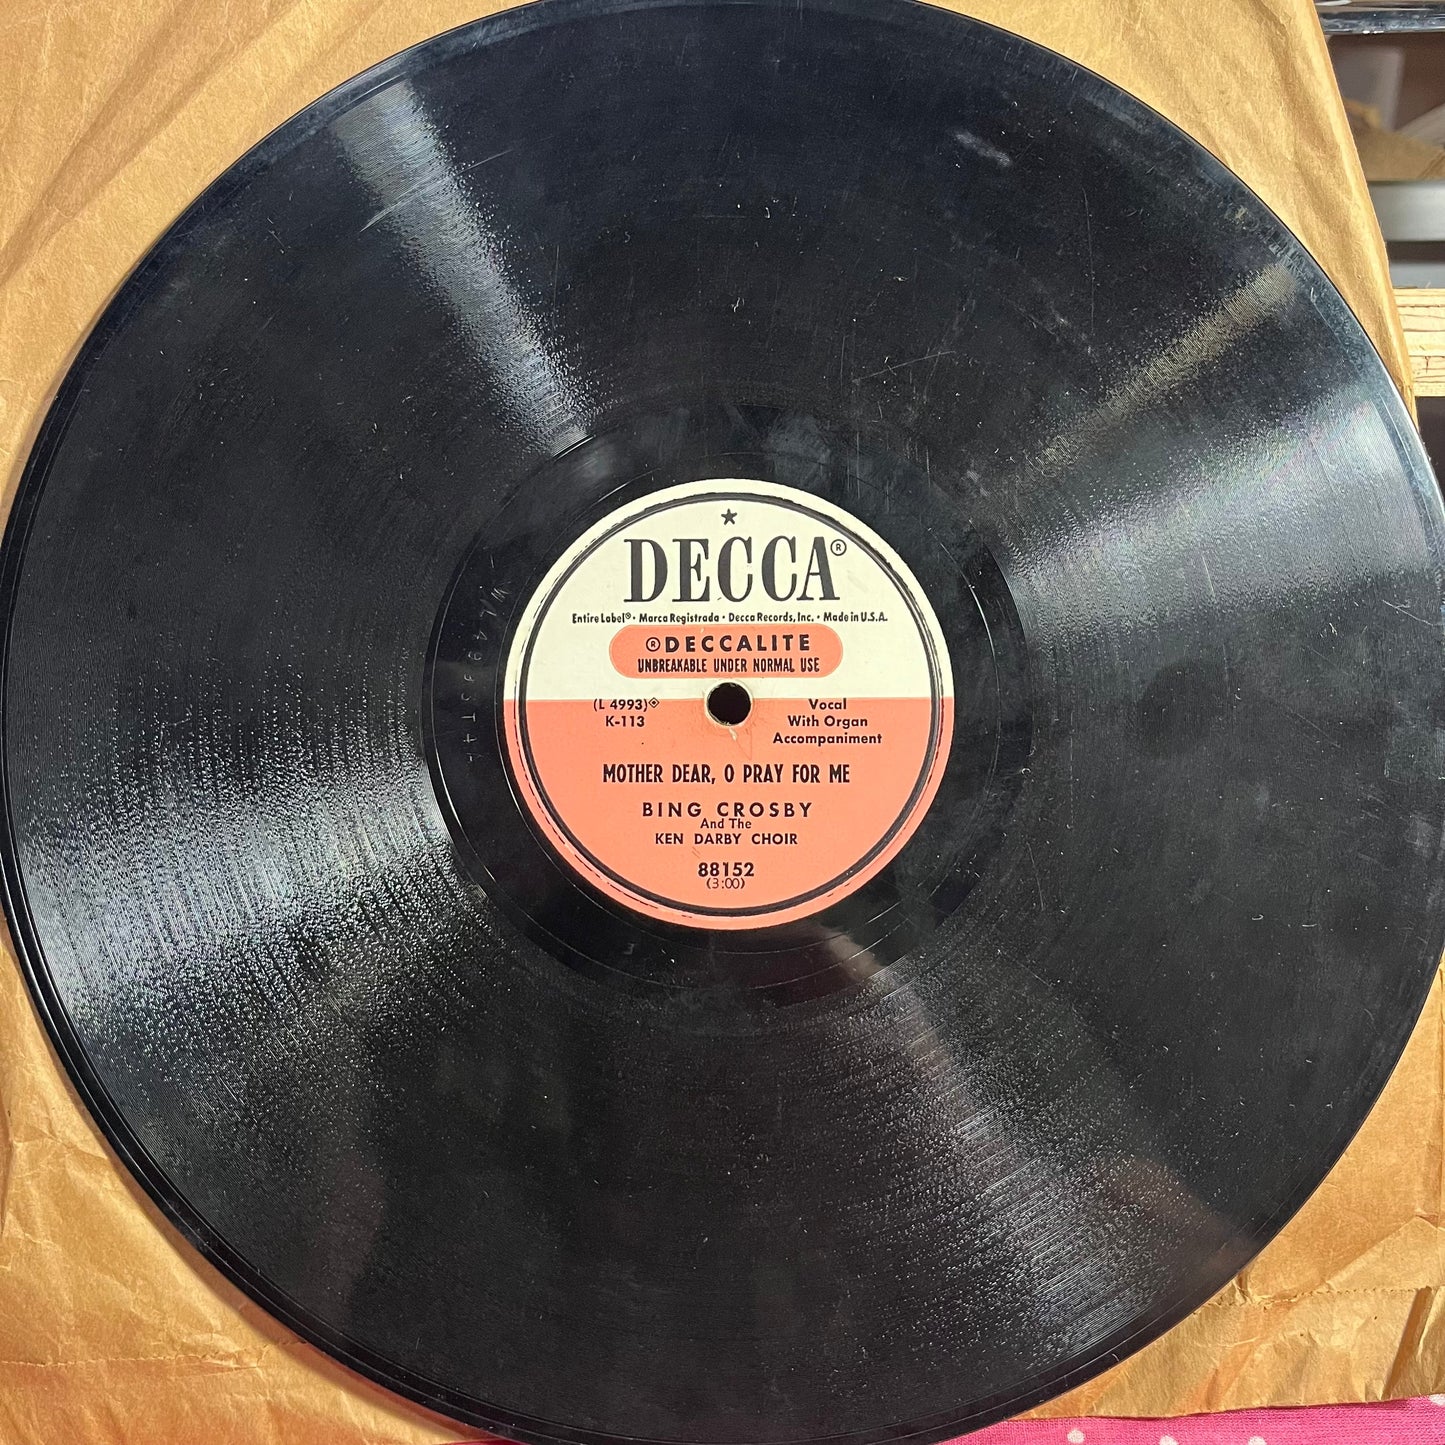 DECCA®
Entire Label® • Marca Registrada • Decca Records, Inc. • Made in U.S.A.
® DECCALITE
UNBREAKABLE UNDER NORMAL USE
(L 4993)
K-113
Vocal
With Organ
Accompaniment
MOTHER DEAR, O PRAY FOR ME
BING CROSBY
And The
KEN DARBY CHOIR
88152
(3:00)